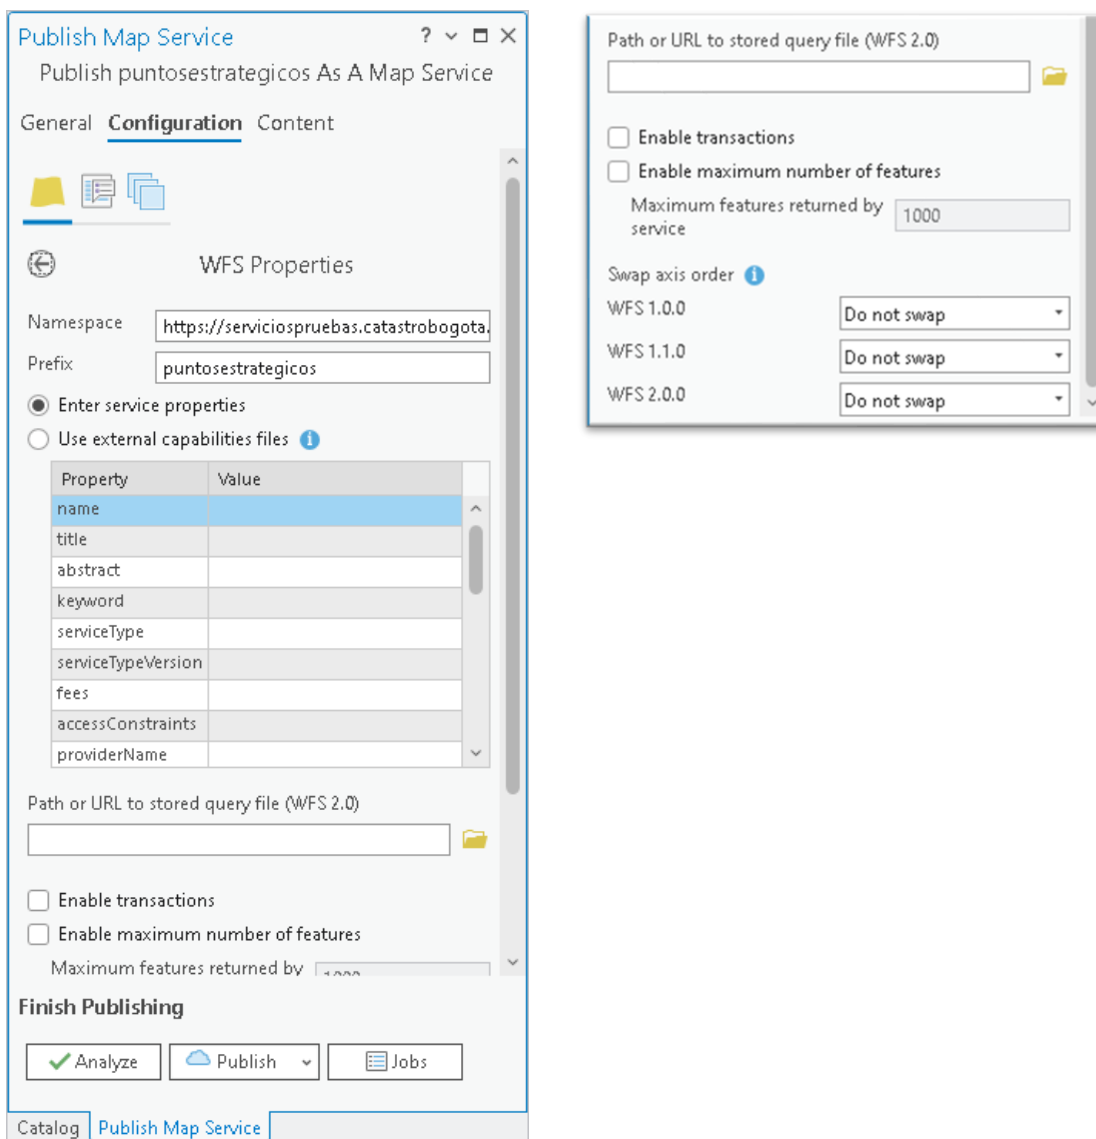 Publish Map Service
?
Publish puntosestrategicos As A Map Service
General Configuration Content
WFS Properties
Namespace https://serviciospruebas.catastrobogota.
Prefix puntosestrategicos
Enter service properties
Use external capabilities files
Property Value
name
title
abstract
keyword
serviceType
serviceTypeVersion
fees
accessConstraints
providerName
Path or URL to stored query file (WFS 2.0)
Enable transactions
Enable maximum number of features
Maximum features returned by 1000
Finish Publishing
Analyze Publish Jobs
Catalog Publish Map Service
Path or URL to stored query file (WFS 2.0)
Enable transactions
Enable maximum number of features
Maximum features returned by
service
1000
Swap axis order
WFS 1.0.0 Do not swap
WFS 1.1.0 Do not swap
WFS 2.0.0 Do not swap